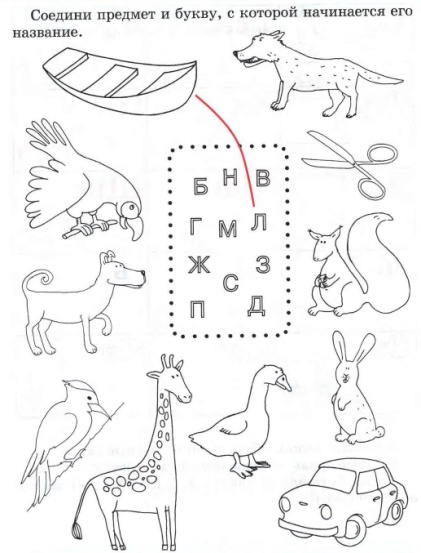 Соедини предмет и букву, с которой начинается его
название.
Б Н В
Г М Л
Ж С З
П Д